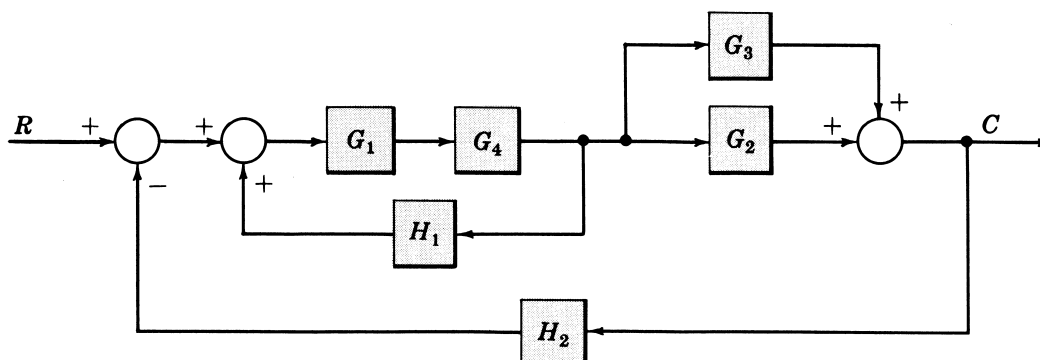 G3
R + + G1 G4 G2 + + C
− + H1
H2